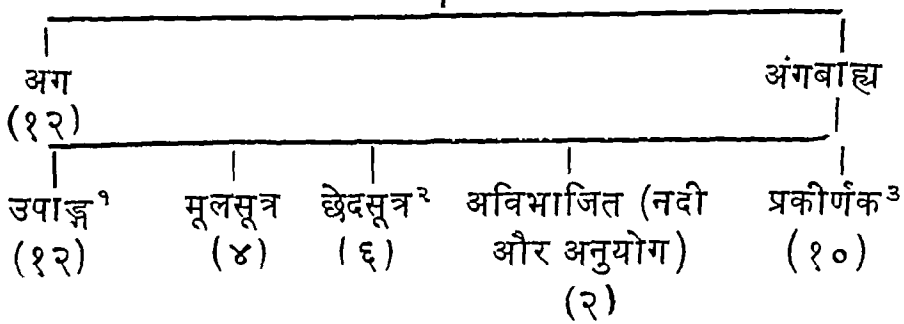 अग अंगबाह्य
(१२)
उपाङ्ग¹ मूलसूत्र छेदसूत्र² अविभाजित (नदी प्रकीर्णक³
(१२) (४) (६) और अनुयोग) (१०)
(२)